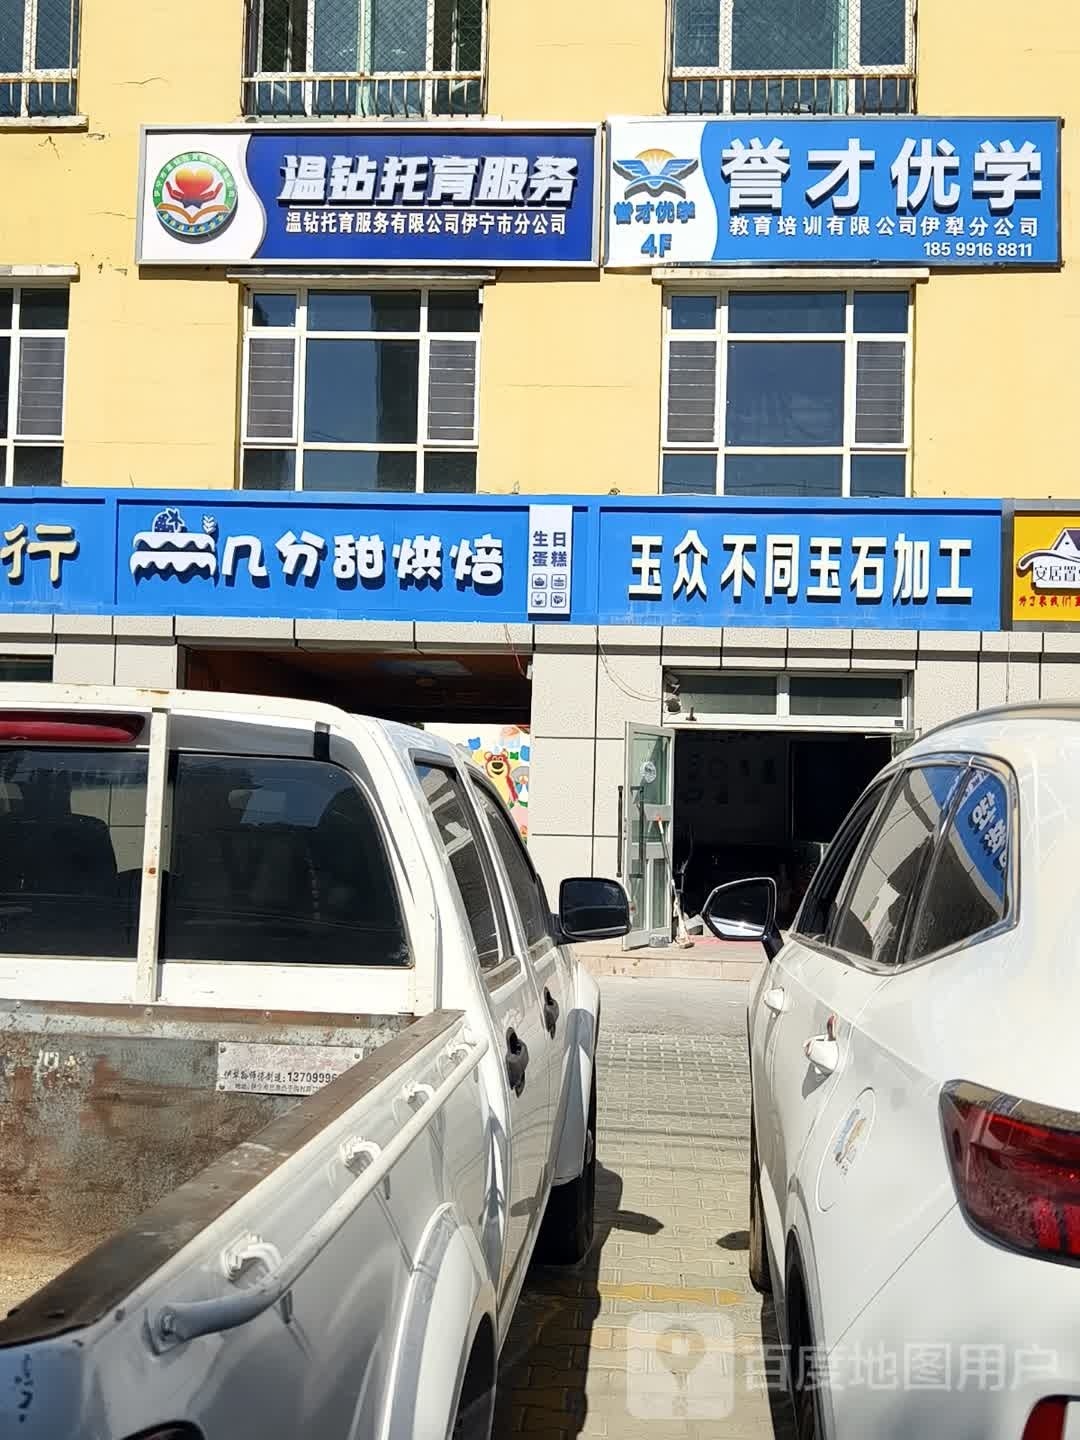 温钻托育服务
温钻托育服务有限公司伊宁市分公司
誉才优学
4F
誉才优学
教育培训有限公司伊犁分公司
185 9916 8811
行
几分甜烘焙
生日
蛋糕
玉众 不同玉石加工
安居置
百度地图用户